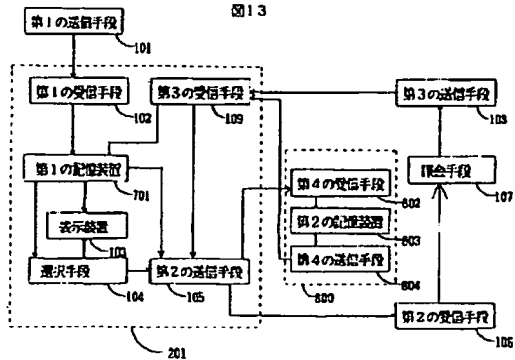 図13
第1の送信手段
101
第1の受信手段
102
第3の受信手段
109
第3の送信手段
108
第1の記憶装置
701
第4の受信手段
802
照会手段
107
表示装置
103
第2の記憶装置
803
選択手段
104
第2の送信手段
105
第4の送信手段
804
800
第2の受信手段
106
201